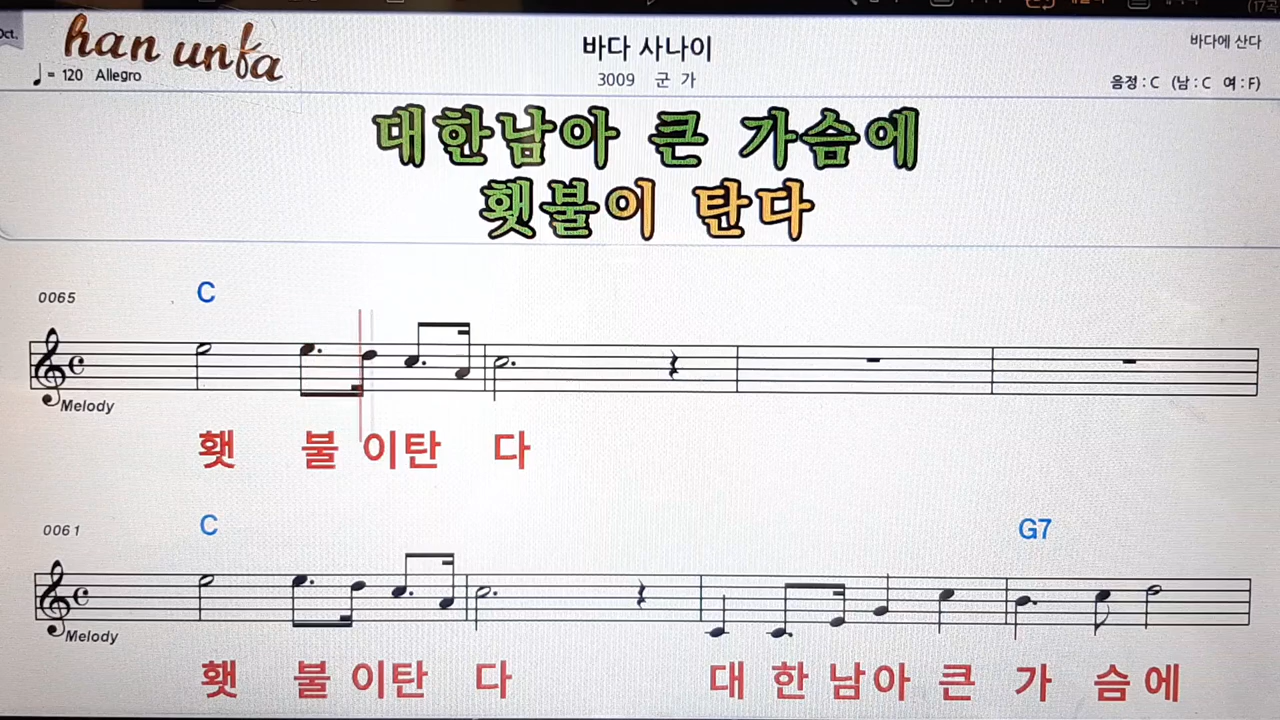 Oct.
han unfa
바다 사나이
바다에 산다
= 120 Allegro
3009 군 가
음정 : C (남 : C 여 : F)
대한남아 큰 가슴에
횃불이 탄다
0065
C
Melody
횃 불 이탄 다
0061
C G7
Melody
횃 불 이탄 다 대 한 남아 큰 가 슴 에